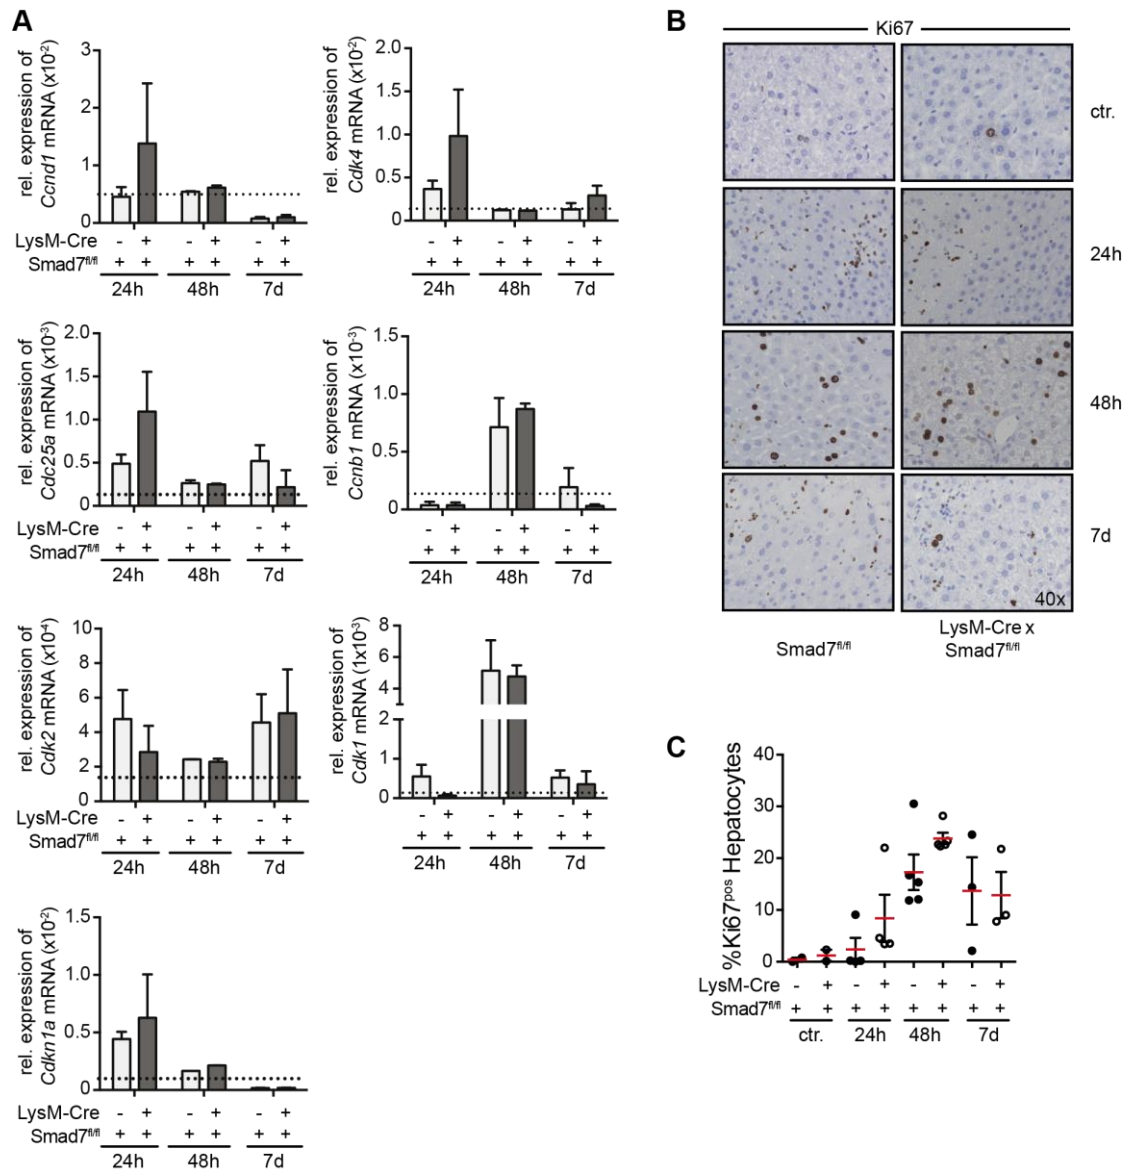 A
rel. expression of
Ccnd1 mRNA (x10-2)
3
2
1
0
LysM-Cre - + - + - +
Smad7fl/fl + + + + + +
24h 48h 7d
rel. expression of
Cdk4 mRNA (x10-2)
2.0
1.5
1.0
0.5
0
- + - + - +
+ + + + + +
24h 48h 7d
rel. expression of
Cdc25a mRNA (x10-3)
2.0
1.5
1.0
0.5
0
LysM-Cre - + - + - +
Smad7fl/fl + + + + + +
24h 48h 7d
rel. expression of
Ccnb1 mRNA (x10-3)
1.5
1.0
0.5
0
- + - + - +
+ + + + + +
24h 48h 7d
rel. expression of
Cdk2 mRNA (x10-4)
10
8
6
4
2
0
LysM-Cre - + - + - +
Smad7fl/fl + + + + + +
24h 48h 7d
rel. expression of
Cdk1 mRNA (1x10-3)
8
6
4
2
1
0
- + - + - +
+ + + + + +
24h 48h 7d
rel. expression of
Cdkn1a mRNA (x10-2)
1.5
1.0
0.5
0
LysM-Cre - + - + - +
Smad7fl/fl + + + + + +
24h 48h 7d
B
Ki67
ctr.
24h
48h
7d
40x
Smad7fl/fl
LysM-Cre x
Smad7fl/fl
C
%Ki67pos Hepatocytes
40
30
20
10
0
LysM-Cre - + - + - + - +
Smad7fl/fl + + + + + + + +
ctr. 24h 48h 7d